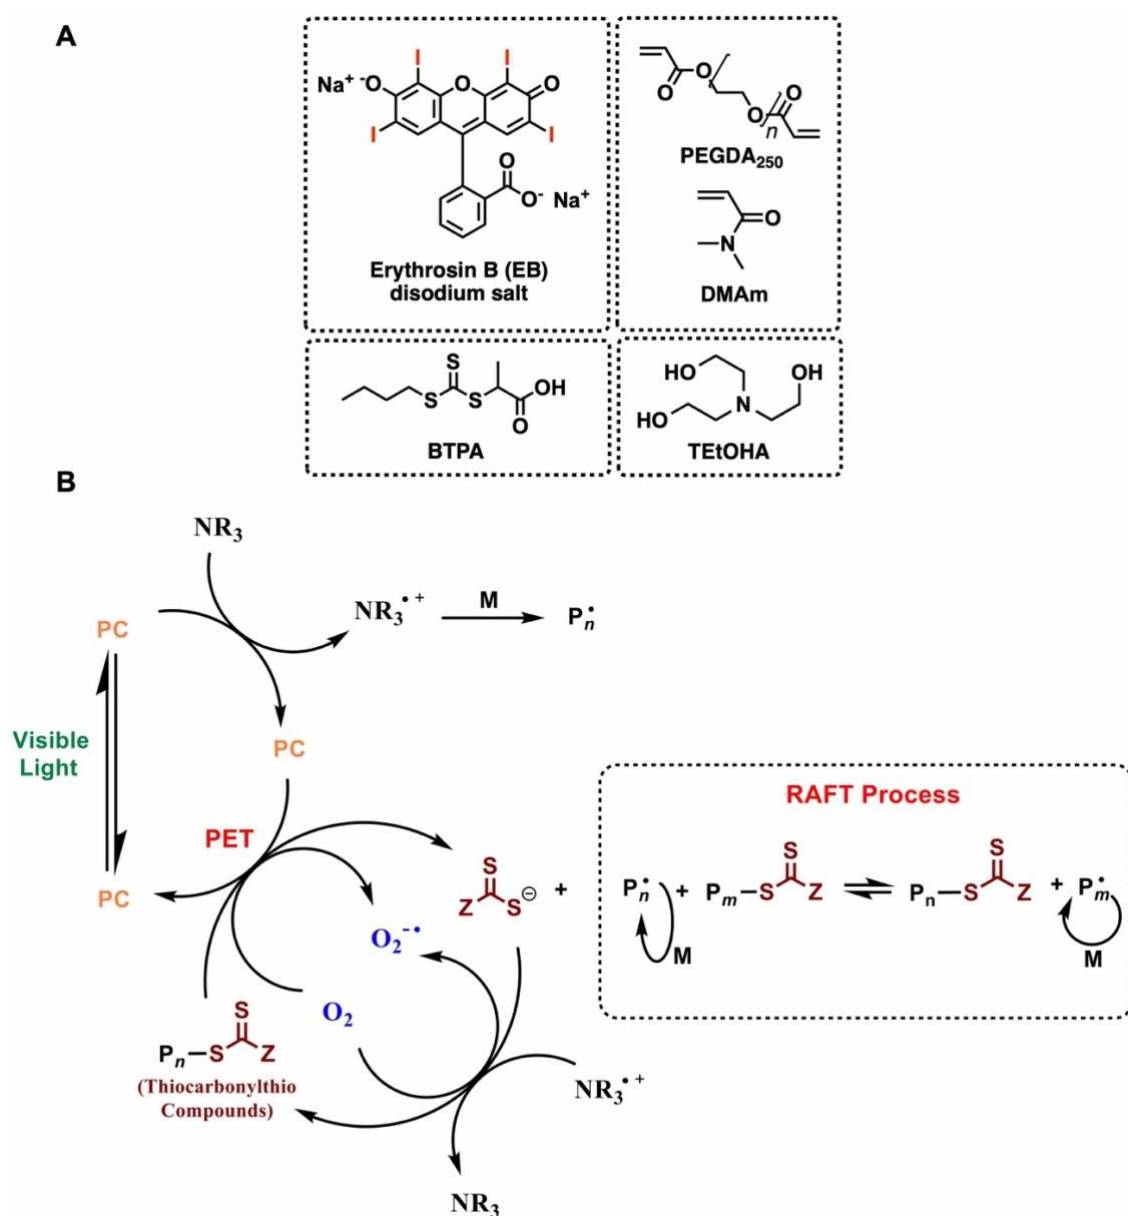 A
Na⁺ ⁻O
I
O
I
O
I
I
O
O⁻ Na⁺
Erythrosin B (EB)
disodium salt
O
O
O
O
n
PEGDA₂₅₀
O
N
DMAm
S
S
S
OH
O
BTPA
HO
OH
HO
N
TEtOHA
B
NR₃
PC
NR₃•⁺
M
Pₙ•
Visible
Light
PC
PET
PC
S
Z
S⊖
+
O₂⁻•
O₂
Pₙ—S
S
Z
(Thiocarbonylthio
Compounds)
NR₃•⁺
NR₃
RAFT Process
Pₙ• + Pₘ—S
S
Z
⇌
Pₙ—S
S
Z
+ Pₘ•
M
M